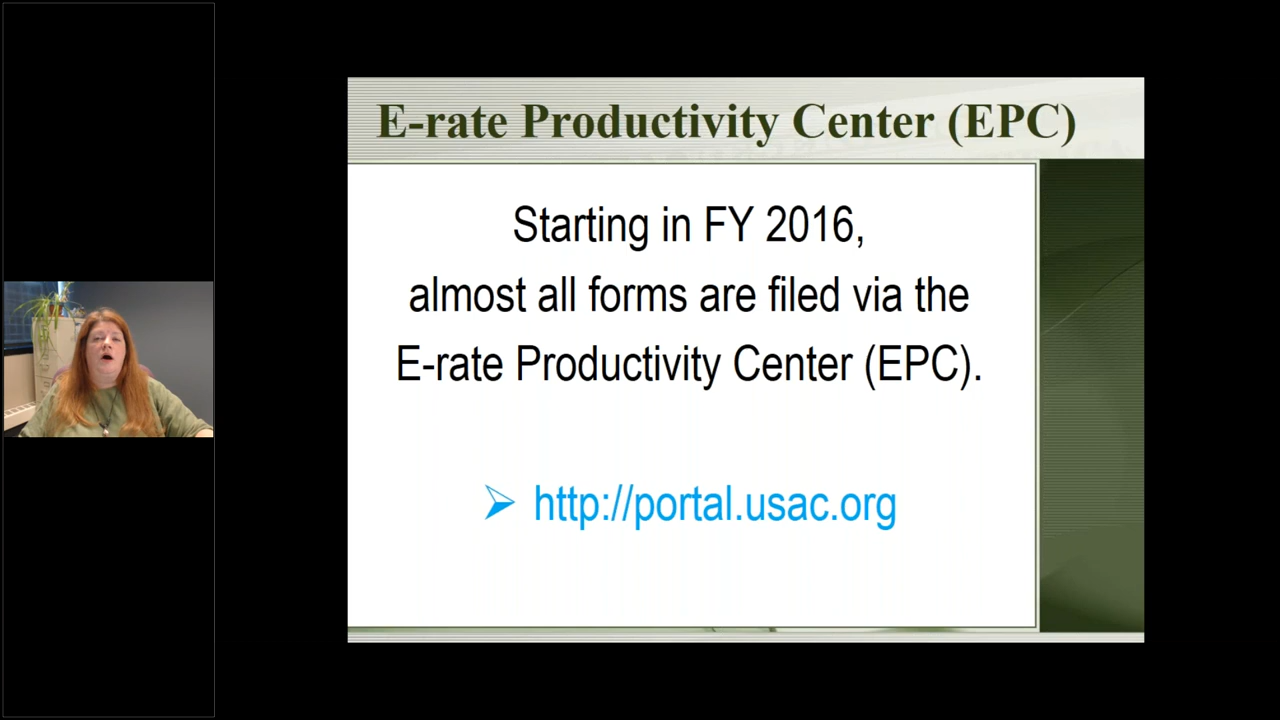 E-rate Productivity Center (EPC)
Starting in FY 2016,
almost all forms are filed via the
E-rate Productivity Center (EPC).
http://portal.usac.org